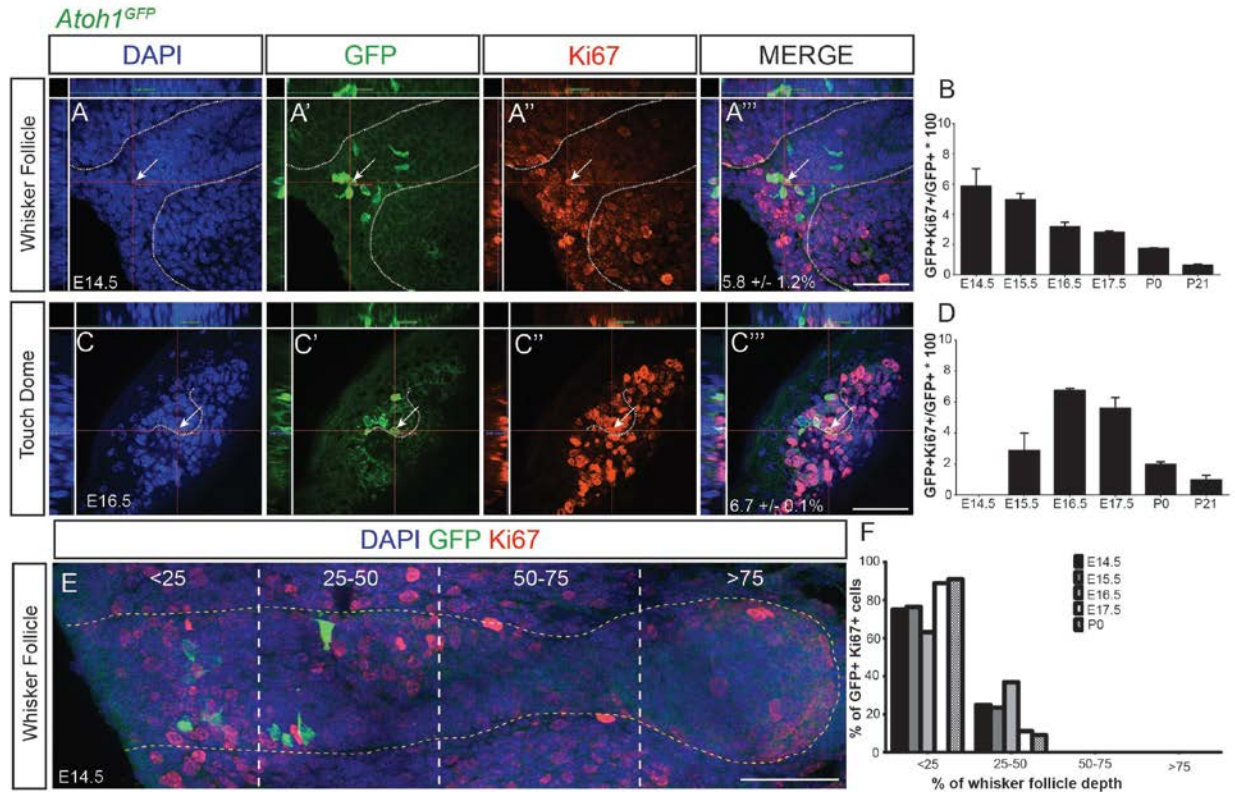 Atoh1GFP
DAPI
GFP
Ki67
MERGE
Whisker Follicle
A
A'
A''
A'''
E14.5
5.8 +/- 1.2%
B
GFP+Ki67+/GFP+ * 100
10
8
6
4
2
0
E14.5 E15.5 E16.5 E17.5 P0 P21
Touch Dome
C
C'
C''
C'''
E16.5
6.7 +/- 0.1%
D
GFP+Ki67+/GFP+ * 100
10
8
6
4
2
0
E14.5 E15.5 E16.5 E17.5 P0 P21
DAPI GFP Ki67
Whisker Follicle
E
<25
25-50
50-75
>75
E14.5
F
% of GFP+ Ki67+ cells
100
80
60
40
20
0
E14.5
E15.5
E16.5
E17.5
P0
<25 25-50 50-75 >75
% of whisker follicle depth